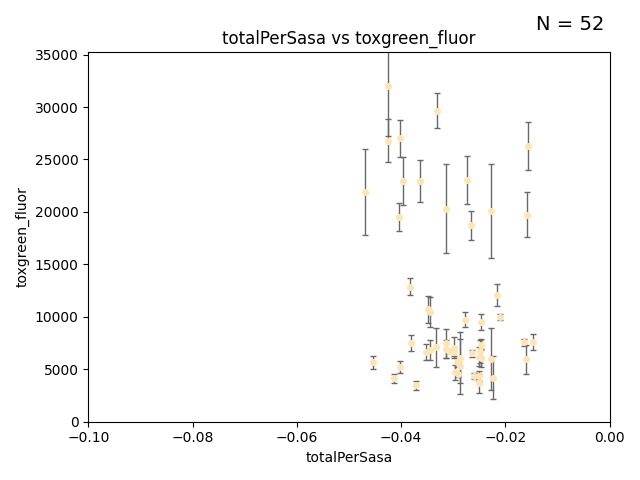 N = 52
totalPerSasa vs toxgreen_fluor
toxgreen_fluor
35000
30000
25000
20000
15000
10000
5000
0
−0.10 −0.08 −0.06 −0.04 −0.02 0.00
totalPerSasa